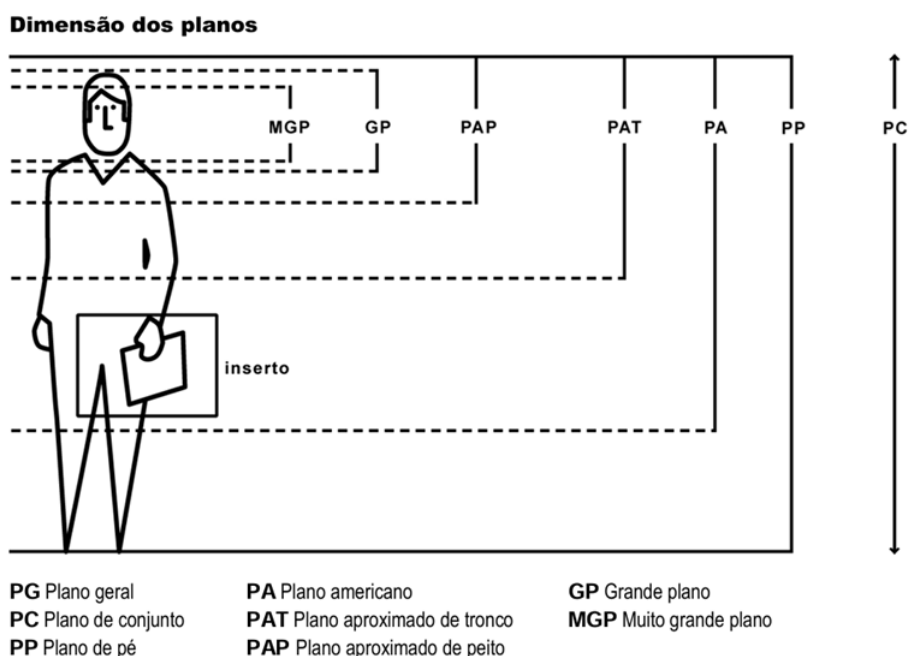 Dimensão dos planos
MGP GP PAP PAT PA PP PC
inserto
PG Plano geral
PC Plano de conjunto
PP Plano de pé
PA Plano americano
PAT Plano aproximado de tronco
PAP Plano aproximado de peito
GP Grande plano
MGP Muito grande plano